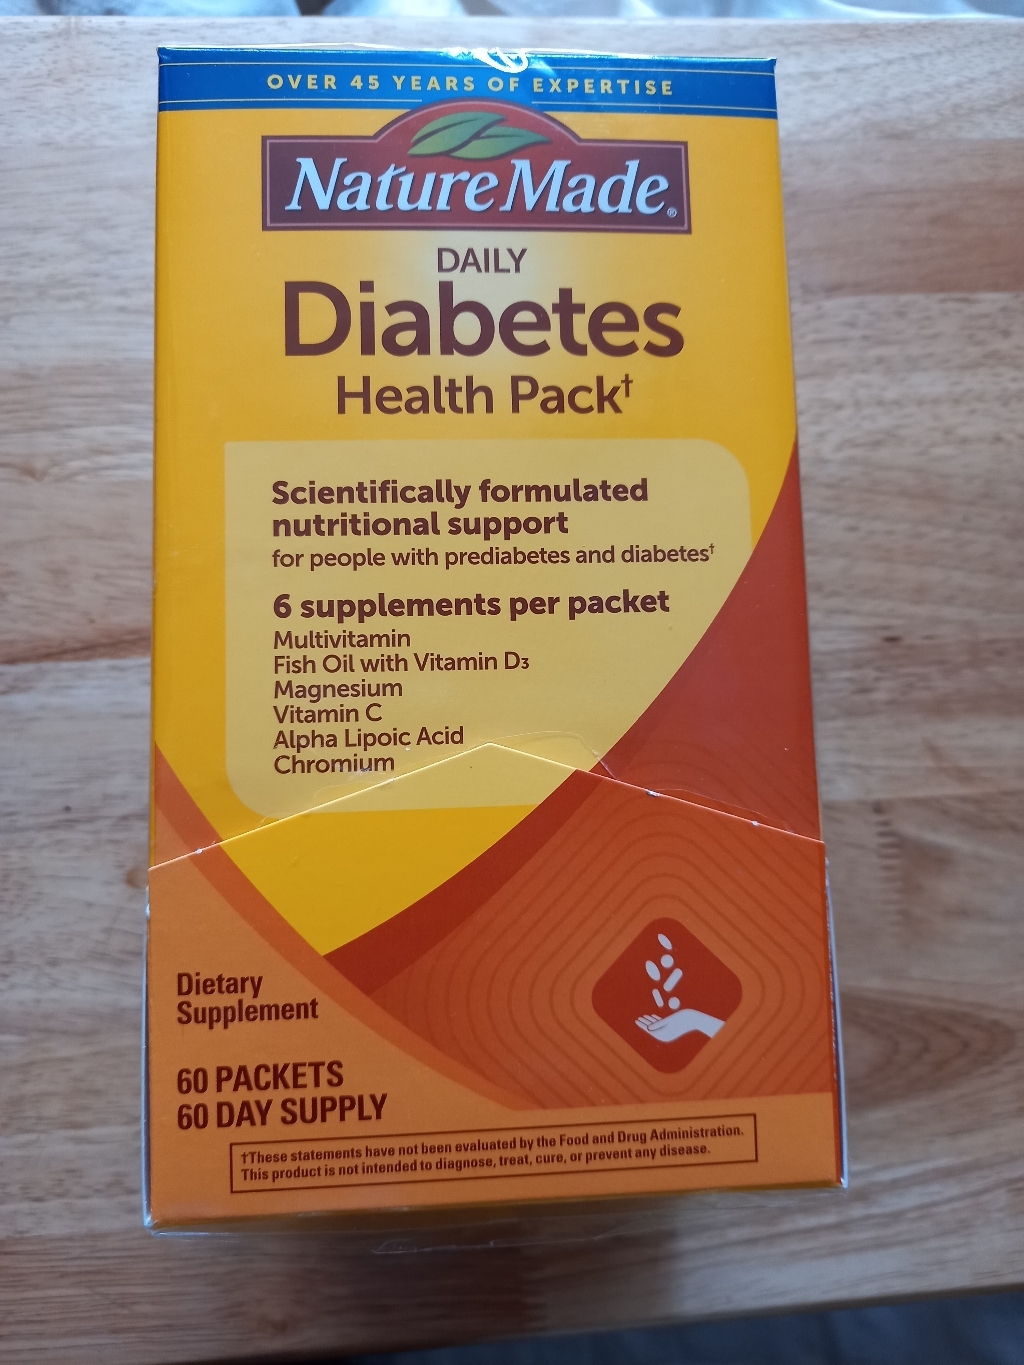 OVER 45 YEARS OF EXPERTISE
Nature Made®
DAILY
Diabetes
Health Pack†
Scientifically formulated
nutritional support
for people with prediabetes and diabetes†
6 supplements per packet
Multivitamin
Fish Oil with Vitamin D₃
Magnesium
Vitamin C
Alpha Lipoic Acid
Chromium
Dietary
Supplement
60 PACKETS
60 DAY SUPPLY
†These statements have not been evaluated by the Food and Drug Administration.
This product is not intended to diagnose, treat, cure, or prevent any disease.